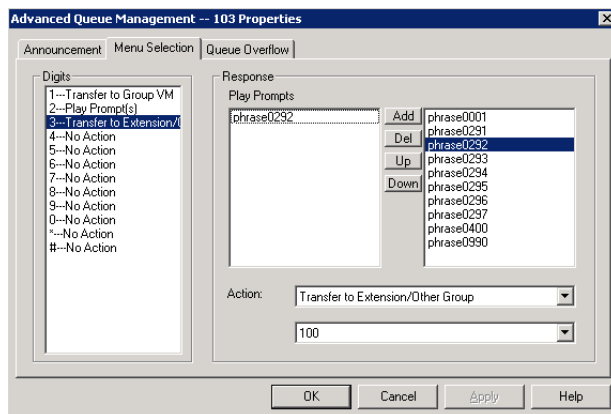 Advanced Queue Management -- 103 Properties
Announcement
Menu Selection
Queue Overflow
Digits
1---Transfer to Group VM
2---Play Prompt(s)
3---Transfer to Extension/(
4---No Action
5---No Action
6---No Action
7---No Action
8---No Action
9---No Action
0---No Action
*---No Action
#---No Action
Response
Play Prompts
phrase0292
Add
Del
Up
Down
phrase0001
phrase0291
phrase0292
phrase0293
phrase0294
phrase0295
phrase0296
phrase0297
phrase0400
phrase0990
Action:
Transfer to Extension/Other Group
100
OK
Cancel
Apply
Help